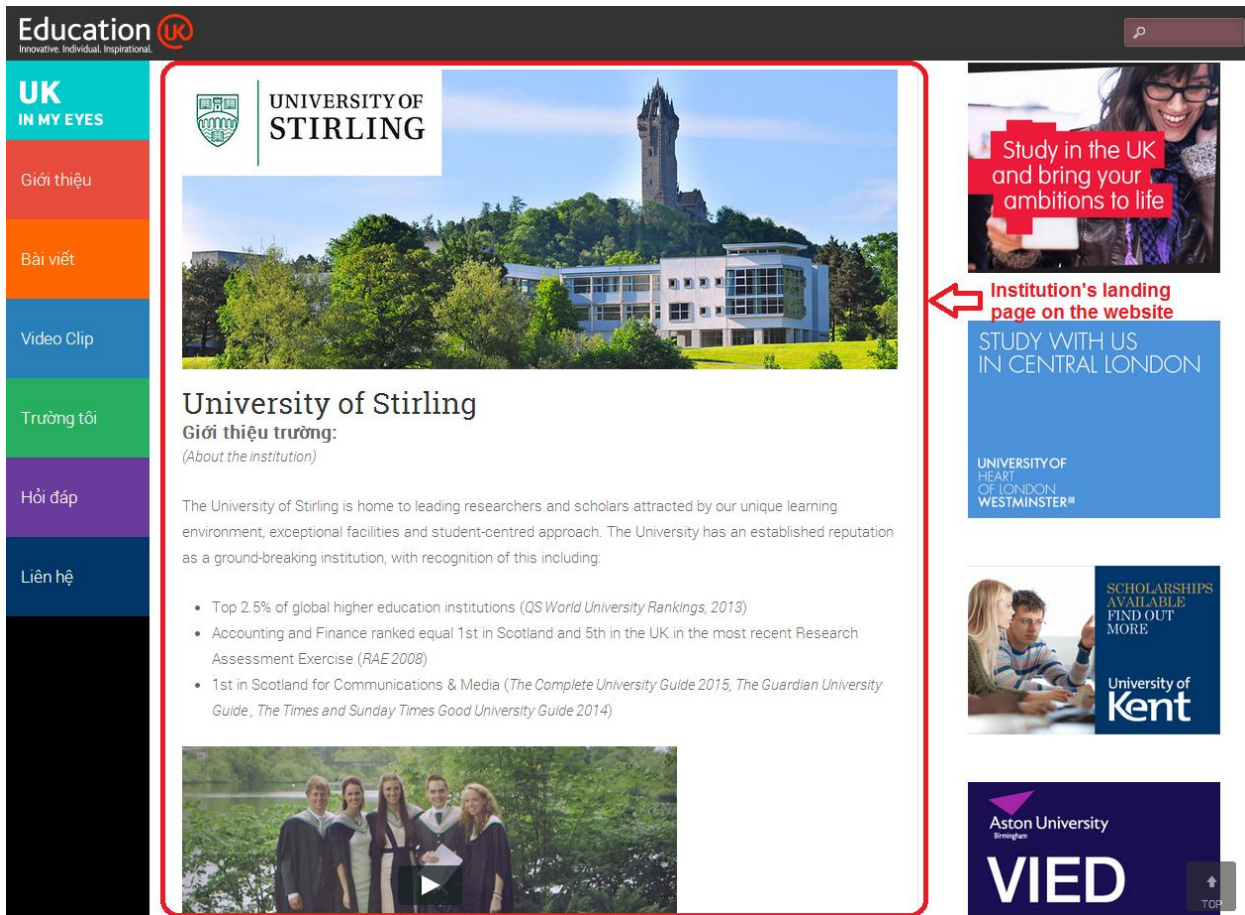 Education UK
Innovative. Individual. Inspirational.
UK
IN MY EYES
Giới thiệu
Bài viết
Video Clip
Trường tôi
Hỏi đáp
Liên hệ
UNIVERSITY OF
STIRLING
University of Stirling
Giới thiệu trường:
(About the institution)
The University of Stirling is home to leading researchers and scholars attracted by our unique learning
environment, exceptional facilities and student-centred approach. The University has an established reputation
as a ground-breaking institution, with recognition of this including:
• Top 2.5% of global higher education institutions (QS World University Rankings, 2013)
• Accounting and Finance ranked equal 1st in Scotland and 5th in the UK in the most recent Research
Assessment Exercise (RAE 2008)
• 1st in Scotland for Communications & Media (The Complete University Guide 2015, The Guardian University
Guide , The Times and Sunday Times Good University Guide 2014)
Study in the UK
and bring your
ambitions to life
Institution's landing
page on the website
STUDY WITH US
IN CENTRAL LONDON
UNIVERSITY OF
HEART
OF LONDON
WESTMINSTER
SCHOLARSHIPS
AVAILABLE
FIND OUT
MORE
University of
Kent
Aston University
Birmingham
VIED
TOP